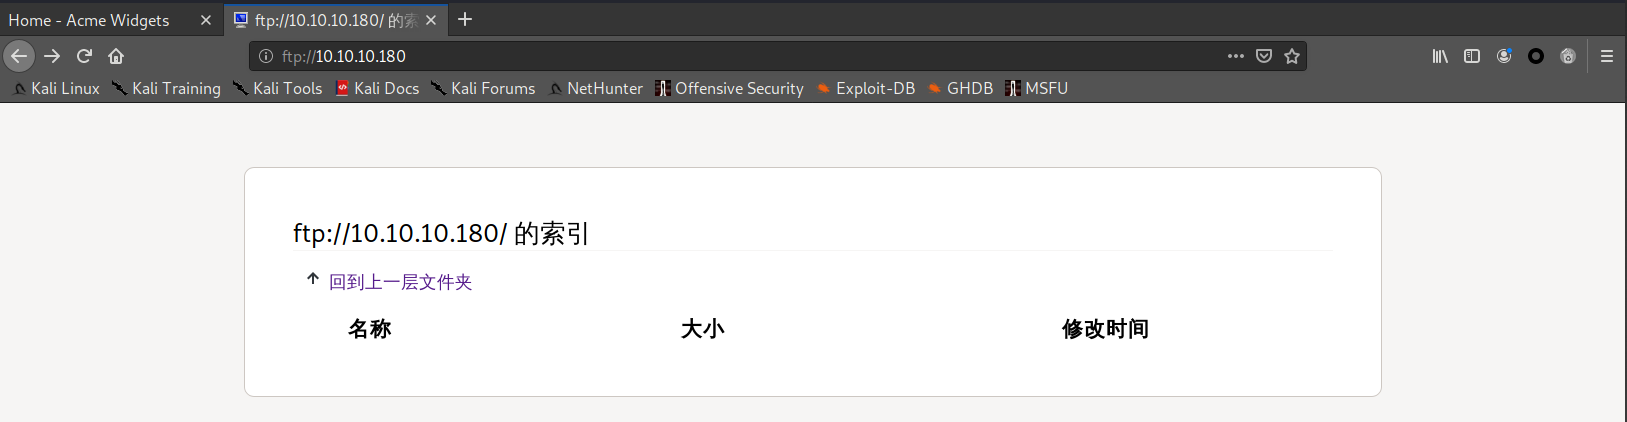 Home - Acme Widgets ftp://10.10.10.180/ 的索
ftp://10.10.10.180
Kali Linux Kali Training Kali Tools Kali Docs Kali Forums NetHunter Offensive Security Exploit-DB GHDB MSFU
ftp://10.10.10.180/ 的索引
回到上一层文件夹
名称 大小 修改时间